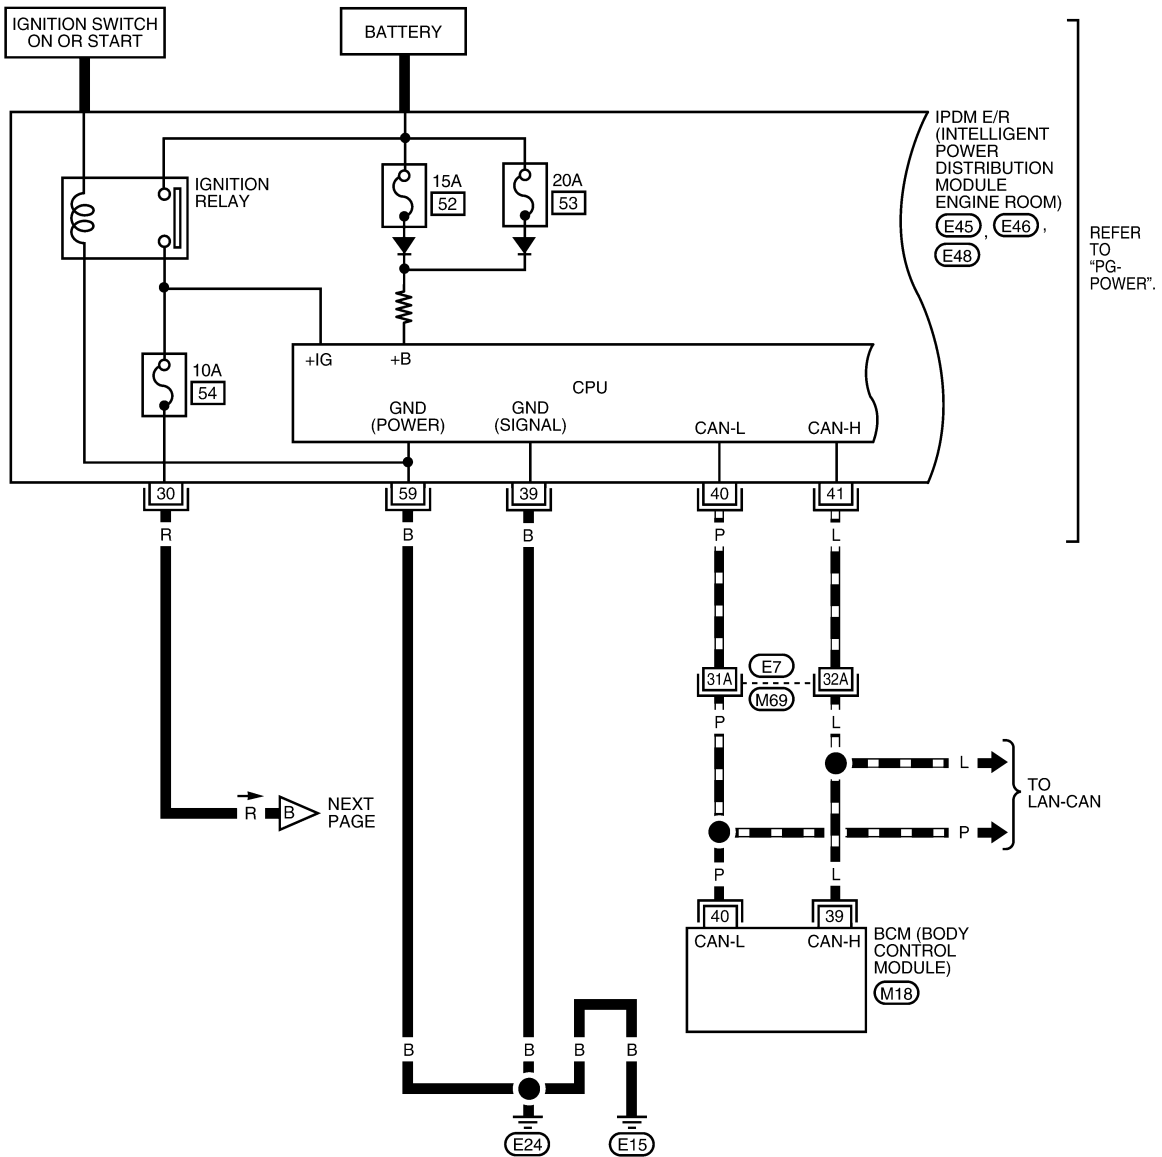 IGNITION SWITCH
ON OR START
BATTERY
IPDM E/R
(INTELLIGENT
POWER
DISTRIBUTION
MODULE
ENGINE ROOM)
E45 , E46 ,
E48
REFER
TO
“PG-
POWER”.
IGNITION
RELAY
15A
52
20A
53
10A
54
+IG
+B
CPU
GND
(POWER)
GND
(SIGNAL)
CAN-L
CAN-H
30
59
39
40
41
R
B
B
P
L
31A
E7
M69
32A
P
L
L
TO
LAN-CAN
P
R
B
NEXT
PAGE
P
L
40
39
CAN-L
CAN-H
BCM (BODY
CONTROL
MODULE)
M18
B
B
B
B
E24
E15